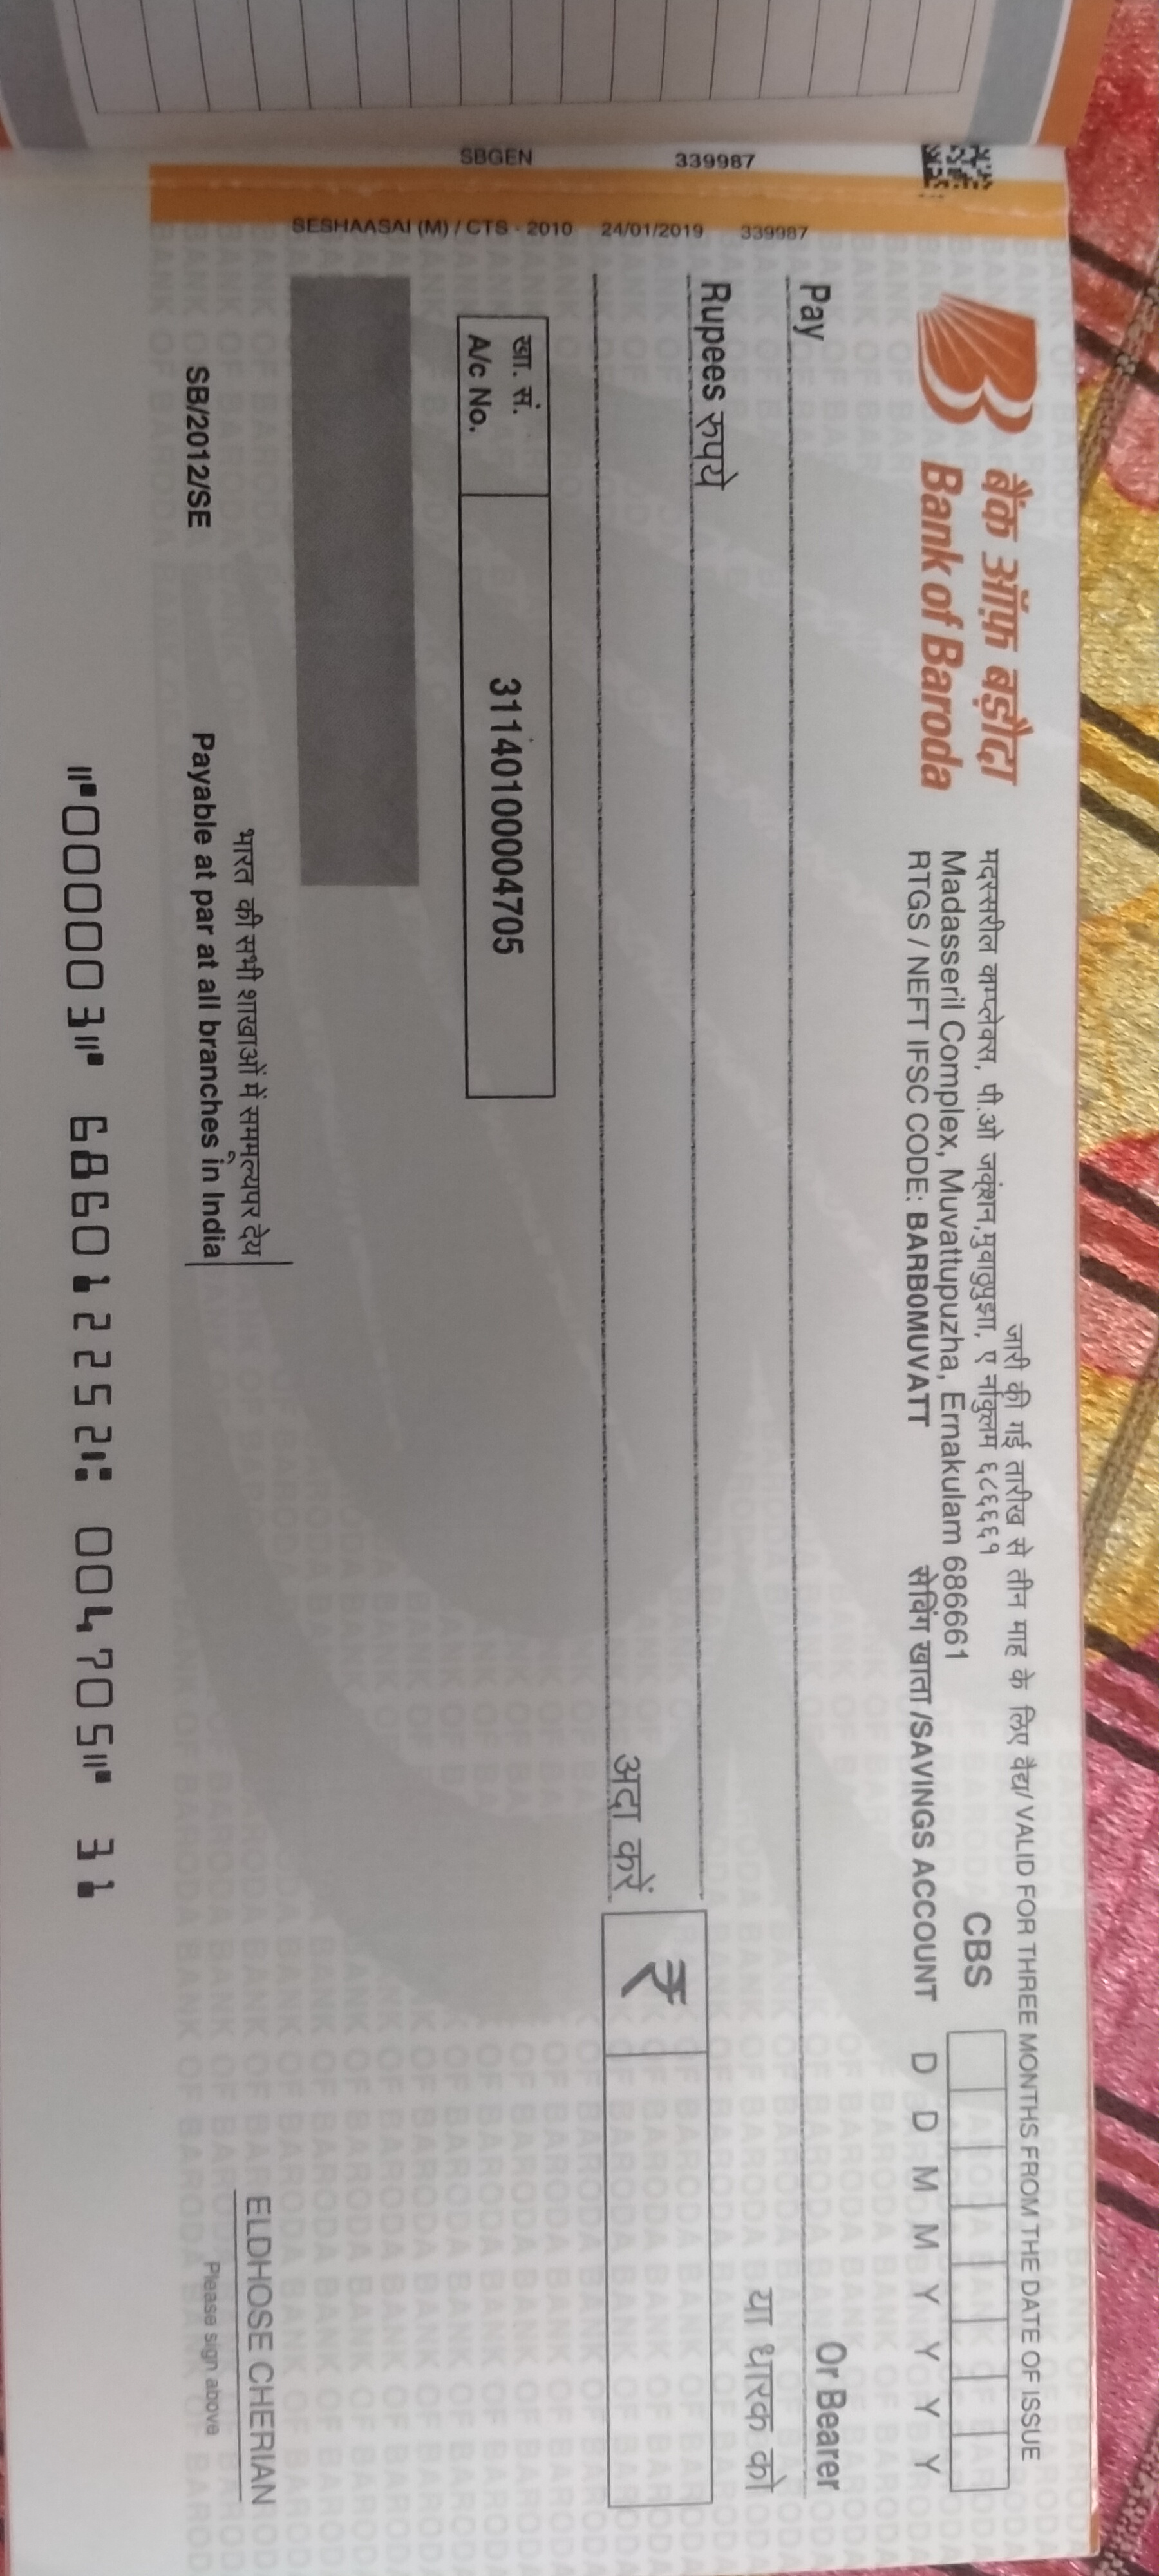 जारी की गई तारीख से तीन माह के लिए वैद्य/ VALID FOR THREE MONTHS FROM THE DATE OF ISSUE
बैंक ऑफ़ बड़ौदा
Bank of Baroda
मदस्सरील कम्प्लेक्स, पी.ओ जक्शन,मुवाटुपुझा, ए र्नाकुलम ६८६६६१
Madasseril Complex, Muvattupuzha, Ernakulam 686661
RTGS / NEFT IFSC CODE: BARB0MUVATT
CBS
सेविंग खाता /SAVINGS ACCOUNT
D D M M Y Y Y Y
Pay
Or Bearer
या धारक को
Rupees रुपये
अदा करें
₹
खा. सं.
A/c No.
31140100004705
SBGEN 339987
SESHAASAI (M) / CTS - 2010 24/01/2019 339987
भारत की सभी शाखाओं में सममूल्यपर देय
SB/2012/SE
Payable at par at all branches in India
ELDHOSE CHERIAN
Please sign above
⑈000003⑈ 686012252⑆ 004705⑈ 31